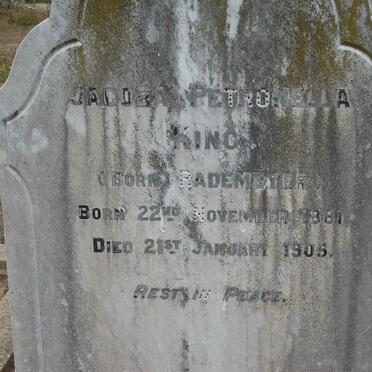 JACOBA PETRONELLA
KING
(BORN RADEMEYER)
BORN 22ND NOVEMBER 1881
DIED 21ST JANUARY 1905.
REST IN PEACE.